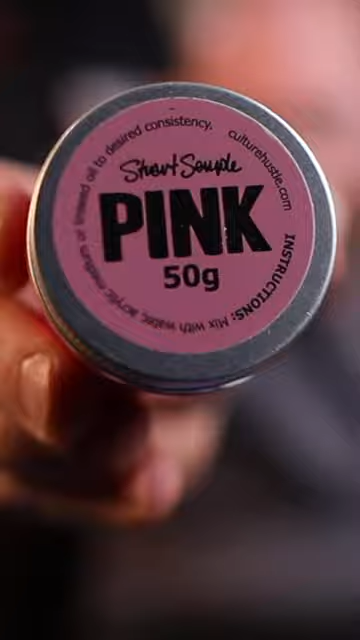 Stuart Semple
PINK
50g
INSTRUCTIONS: Mix with water, acrylic medium or linseed oil to desired consistency.
culturehustle.com